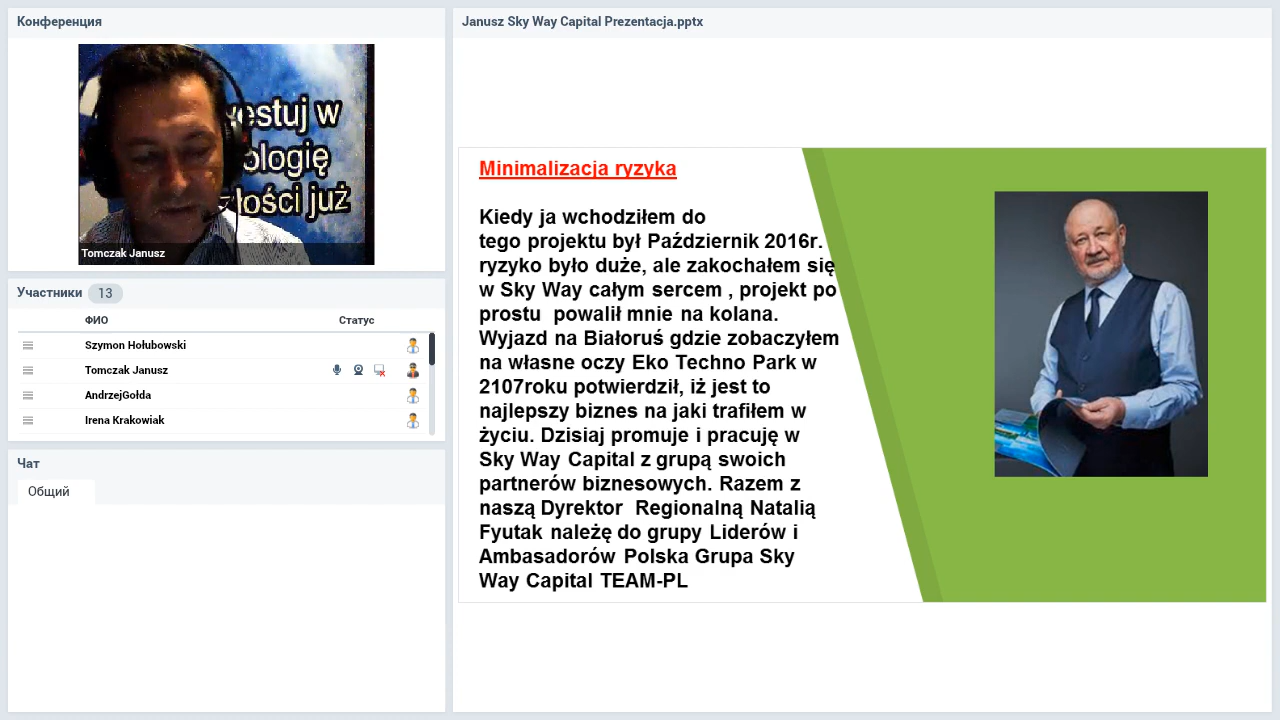 Конференция
westuj w
ologię
łości już
Tomczak Janusz
Участники 13
ФИО Статус
Szymon Hołubowski
Tomczak Janusz
AndrzejGołda
Irena Krakowiak
Чат
Общий
Janusz Sky Way Capital Prezentacja.pptx
Minimalizacja ryzyka
Kiedy ja wchodziłem do
tego projektu był Październik 2016r.
ryzyko było duże, ale zakochałem się
w Sky Way całym sercem , projekt po
prostu powalił mnie na kolana.
Wyjazd na Białoruś gdzie zobaczyłem
na własne oczy Eko Techno Park w
2107roku potwierdził, iż jest to
najlepszy biznes na jaki trafiłem w
życiu. Dzisiaj promuje i pracuję w
Sky Way Capital z grupą swoich
partnerów biznesowych. Razem z
naszą Dyrektor Regionalną Natalią
Fyutak należę do grupy Liderów i
Ambasadorów Polska Grupa Sky
Way Capital TEAM-PL